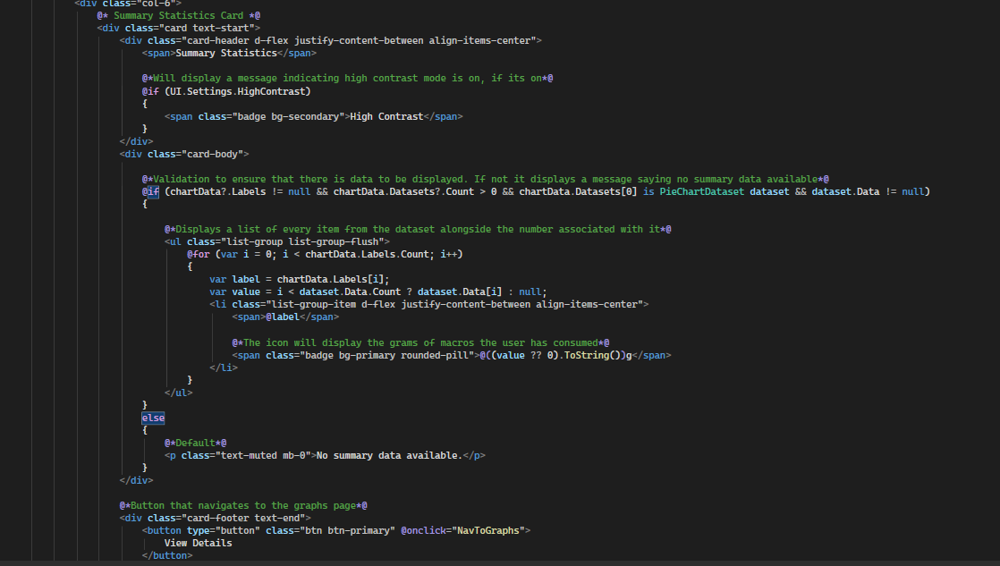 <div class="col-6">
@* Summary Statistics Card *@
<div class="card text-start">
<div class="card-header d-flex justify-content-between align-items-center">
<span>Summary Statistics</span>
@*Will display a message indicating high contrast mode is on, if its on*@
@if (UI.Settings.HighContrast)
{
<span class="badge bg-secondary">High Contrast</span>
}
</div>
<div class="card-body">
@*Validation to ensure that there is data to be displayed. If not it displays a message saying no summary data available*@
@if (chartData?.Labels != null && chartData.Datasets?.Count > 0 && chartData.Datasets[0] is PieChartDataset dataset && dataset.Data != null)
{
@*Displays a list of every item from the dataset alongside the number associated with it*@
<ul class="list-group list-group-flush">
@for (var i = 0; i < chartData.Labels.Count; i++)
{
var label = chartData.Labels[i];
var value = i < dataset.Data.Count ? dataset.Data[i] : null;
<li class="list-group-item d-flex justify-content-between align-items-center">
<span>@label</span>
@*The icon will display the grams of macros the user has consumed*@
<span class="badge bg-primary rounded-pill">@((value ?? 0).ToString())g</span>
</li>
}
</ul>
}
else
{
@*Default*@
<p class="text-muted mb-0">No summary data available.</p>
}
</div>
@*Button that navigates to the graphs page*@
<div class="card-footer text-end">
<button type="button" class="btn btn-primary" @onclick="NavToGraphs">
View Details
</button>